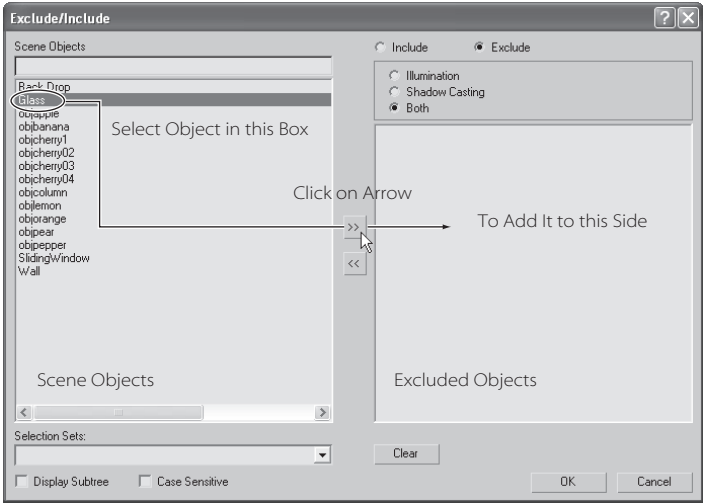 Exclude/Include
Scene Objects
Include
Exclude
Illumination
Shadow Casting
Both
Back Drop
Glass
objapple
objbanana
objcherry1
objcherry02
objcherry03
objcherry04
objcolumn
objlemon
objorange
objpear
objpepper
SlidingWindow
Wall
Select Object in this Box
Click on Arrow
To Add It to this Side
>>
<<
Scene Objects
Excluded Objects
Selection Sets:
Clear
Display Subtree
Case Sensitive
OK
Cancel